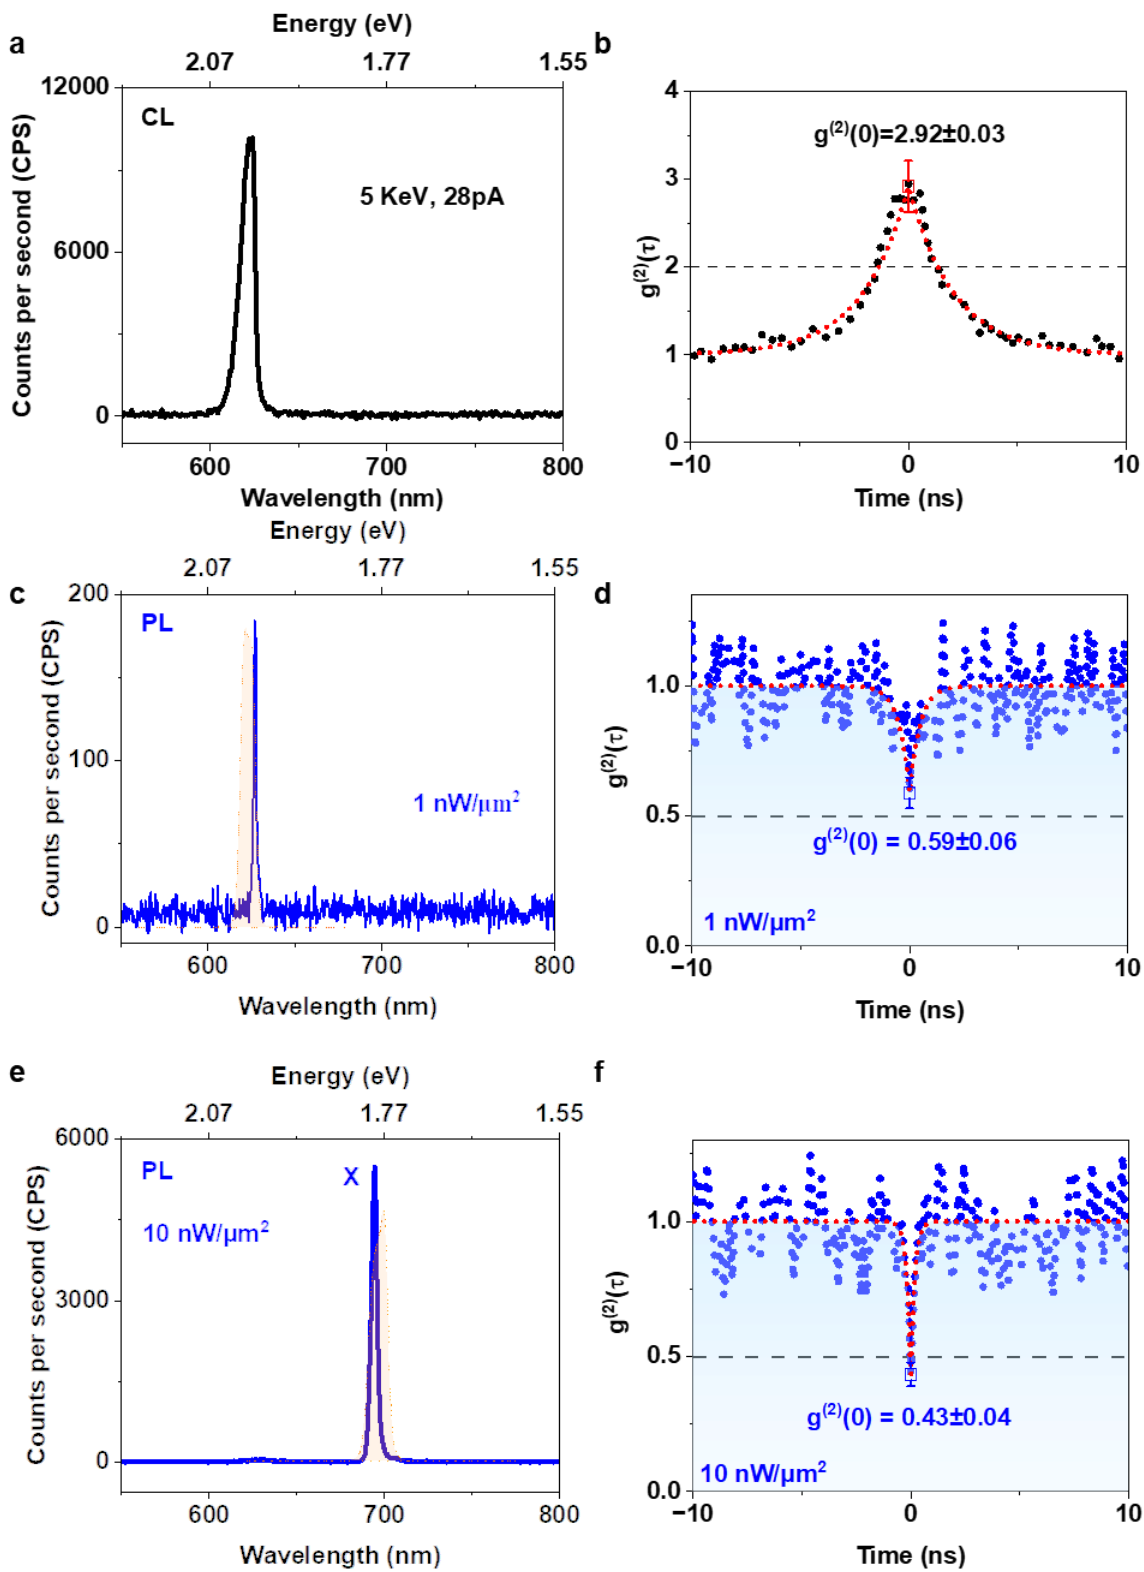 a
Energy (eV)
2.07 1.77 1.55
12000
6000
0
Counts per second (CPS)
CL
5 KeV, 28pA
600 700 800
Wavelength (nm)
b
4
3
2
1
0
g(2)(τ)
g(2)(0)=2.92±0.03
−10 0 10
Time (ns)
c
Energy (eV)
2.07 1.77 1.55
200
100
0
Counts per second (CPS)
PL
1 nW/μm2
600 700 800
Wavelength (nm)
d
1.0
0.5
0.0
g(2)(τ)
g(2)(0) = 0.59±0.06
1 nW/μm2
−10 0 10
Time (ns)
e
Energy (eV)
2.07 1.77 1.55
6000
3000
0
Counts per second (CPS)
PL
X
10 nW/μm2
600 700 800
Wavelength (nm)
f
1.0
0.5
0.0
g(2)(τ)
g(2)(0) = 0.43±0.04
10 nW/μm2
−10 0 10
Time (ns)